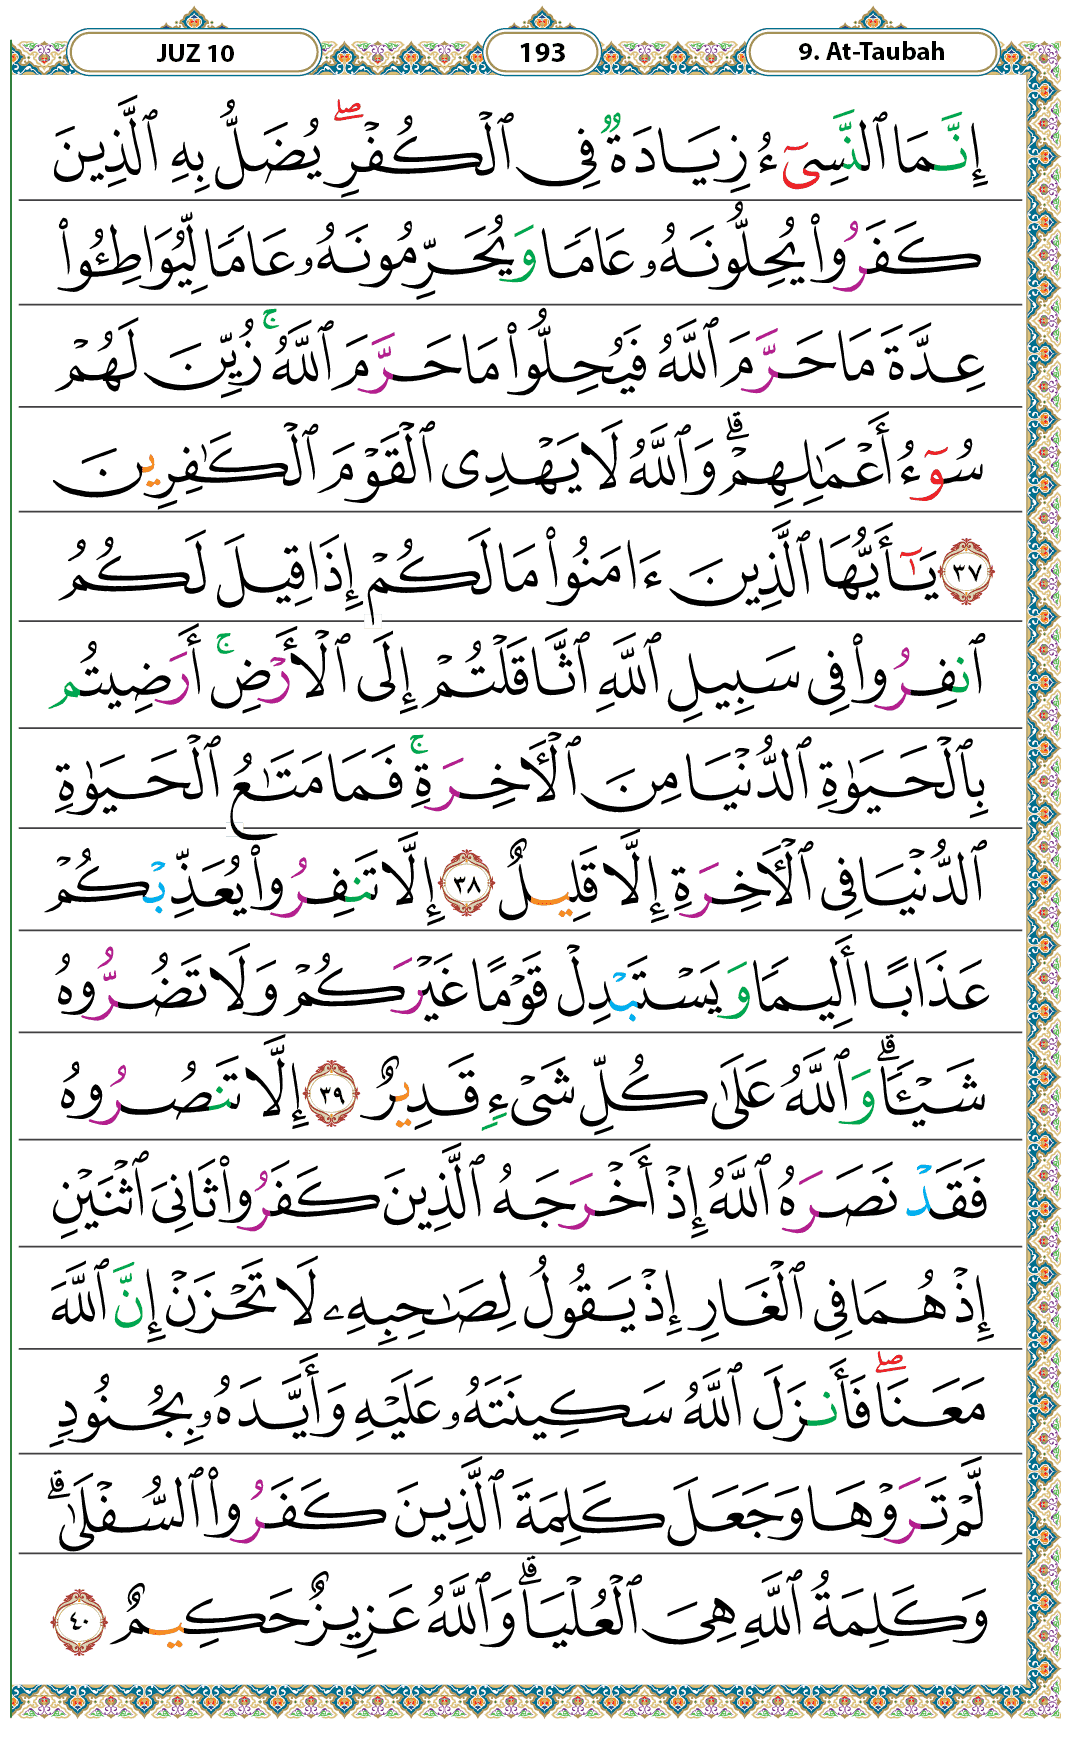 JUZ 10
193
9. At-Taubah
إِنَّمَا ٱلنَّسِىٓءُ زِيَادَةٌ فِى ٱلْكُفْرِ ۖ يُضَلُّ بِهِ ٱلَّذِينَ
كَفَرُوا۟ يُحِلُّونَهُۥ عَامًا وَيُحَرِّمُونَهُۥ عَامًا لِّيُوَاطِـُٔوا۟
عِدَّةَ مَا حَرَّمَ ٱللَّهُ فَيُحِلُّوا۟ مَا حَرَّمَ ٱللَّهُ ۚ زُيِّنَ لَهُمْ
سُوٓءُ أَعْمَـٰلِهِمْ ۗ وَٱللَّهُ لَا يَهْدِى ٱلْقَوْمَ ٱلْكَـٰفِرِينَ
٣٧ يَـٰٓأَيُّهَا ٱلَّذِينَ ءَامَنُوا۟ مَا لَكُمْ إِذَا قِيلَ لَكُمُ
ٱنفِرُوا۟ فِى سَبِيلِ ٱللَّهِ ٱثَّاقَلْتُمْ إِلَى ٱلْأَرْضِ ۚ أَرَضِيتُم
بِٱلْحَيَوٰةِ ٱلدُّنْيَا مِنَ ٱلْـَٔاخِرَةِ ۚ فَمَا مَتَـٰعُ ٱلْحَيَوٰةِ
ٱلدُّنْيَا فِى ٱلْـَٔاخِرَةِ إِلَّا قَلِيلٌ ٣٨ إِلَّا تَنفِرُوا۟ يُعَذِّبْكُمْ
عَذَابًا أَلِيمًا وَيَسْتَبْدِلْ قَوْمًا غَيْرَكُمْ وَلَا تَضُرُّوهُ
شَيْـًٔا ۗ وَٱللَّهُ عَلَىٰ كُلِّ شَىْءٍ قَدِيرٌ ٣٩ إِلَّا تَنصُرُوهُ
فَقَدْ نَصَرَهُ ٱللَّهُ إِذْ أَخْرَجَهُ ٱلَّذِينَ كَفَرُوا۟ ثَانِىَ ٱثْنَيْنِ
إِذْ هُمَا فِى ٱلْغَارِ إِذْ يَقُولُ لِصَـٰحِبِهِۦ لَا تَحْزَنْ إِنَّ ٱللَّهَ
مَعَنَا ۖ فَأَنزَلَ ٱللَّهُ سَكِينَتَهُۥ عَلَيْهِ وَأَيَّدَهُۥ بِجُنُودٍ
لَّمْ تَرَوْهَا وَجَعَلَ كَلِمَةَ ٱلَّذِينَ كَفَرُوا۟ ٱلسُّفْلَىٰ ۗ
وَكَلِمَةُ ٱللَّهِ هِىَ ٱلْعُلْيَا ۗ وَٱللَّهُ عَزِيزٌ حَكِيمٌ ٤٠